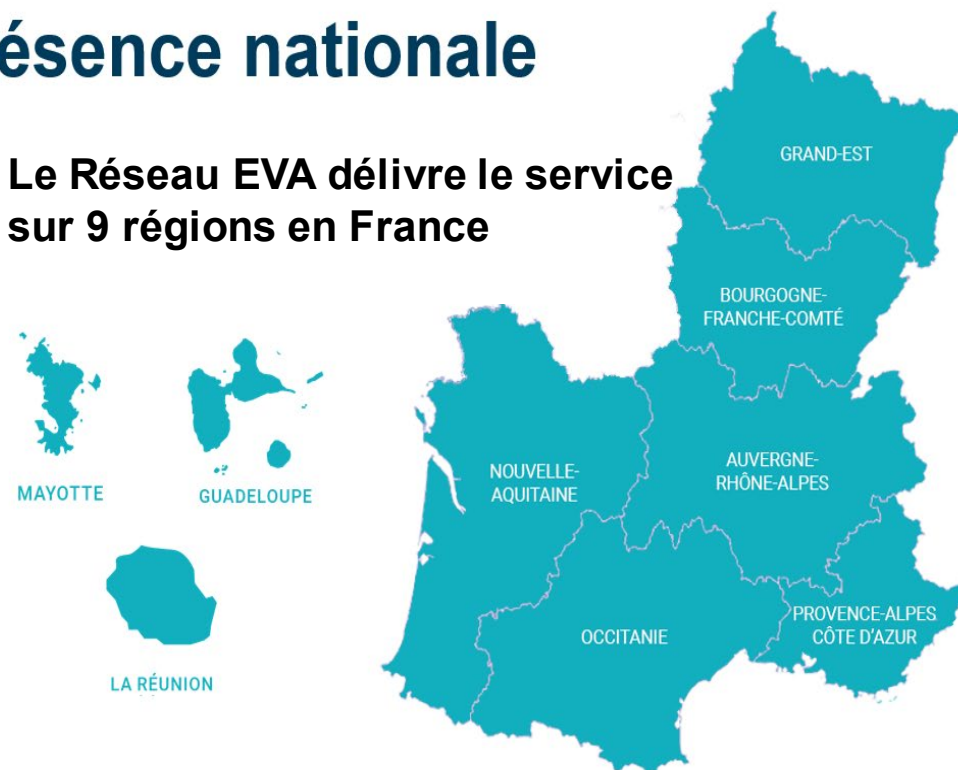 ésence nationale
Le Réseau EVA délivre le service
sur 9 régions en France
GRAND-EST
BOURGOGNE-
FRANCHE-COMTÉ
MAYOTTE
GUADELOUPE
NOUVELLE-
AQUITAINE
AUVERGNE-
RHÔNE-ALPES
LA RÉUNION
OCCITANIE
PROVENCE-ALPES
CÔTE D'AZUR